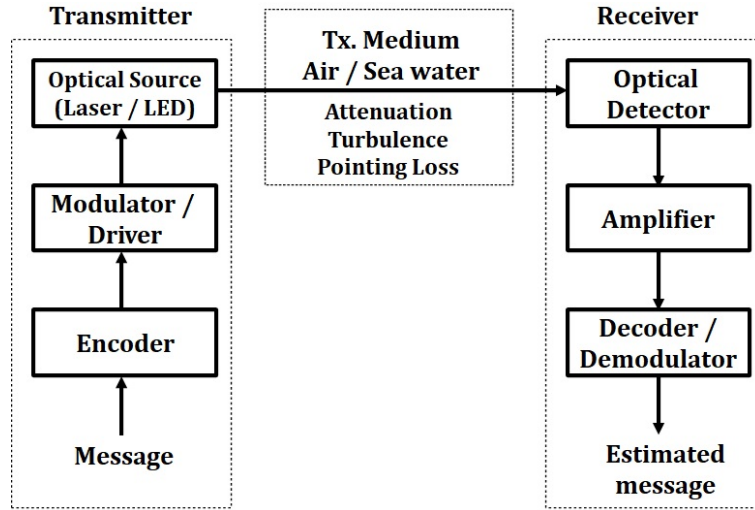 Transmitter
Optical Source
(Laser / LED)
Modulator /
Driver
Encoder
Message
Tx. Medium
Air / Sea water
Attenuation
Turbulence
Pointing Loss
Receiver
Optical
Detector
Amplifier
Decoder /
Demodulator
Estimated
message